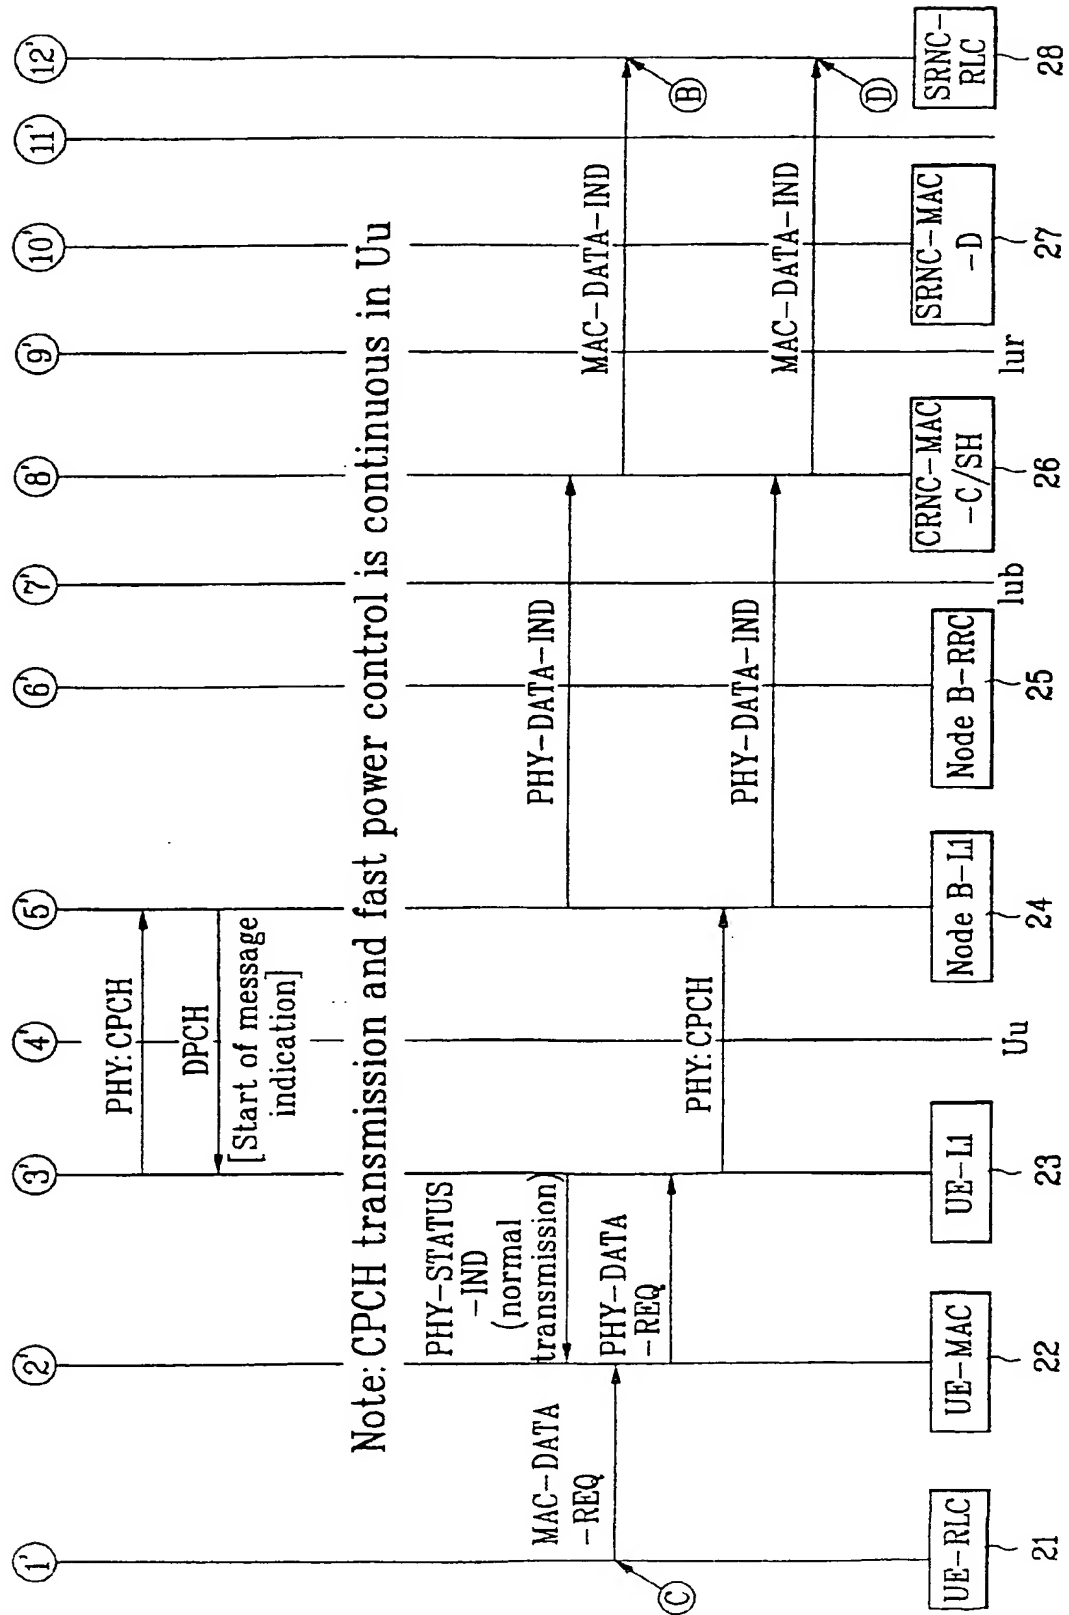 1'
2'
3'
4'
5'
6'
7'
8'
9'
10'
11'
12'
PHY:CPCH
DPCH
[Start of message
indication]
Note: CPCH transmission and fast power control is continuous in Uu
PHY-STATUS
-IND
(normal
transmission)
PHY-DATA-IND
MAC-DATA
-REQ
MAC-DATA-IND
B
C
PHY-DATA
-REQ
PHY:CPCH
PHY-DATA-IND
MAC-DATA-IND
D
UE-RLC
UE-MAC
UE-L1
Uu
Node B-L1
Node B-RRC
Iub
CRNC-MAC
-C/SH
Iur
SRNC-MAC
-D
SRNC-
RLC
21
22
23
24
25
26
27
28